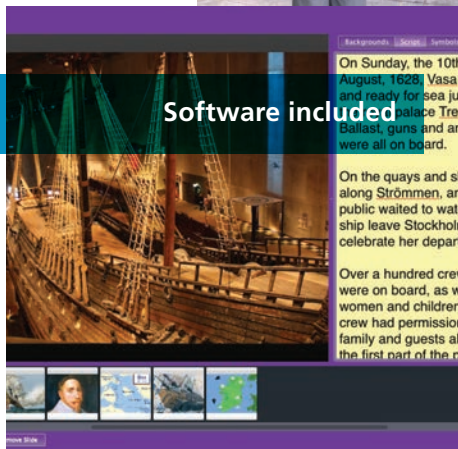 Backgrounds Script Symbols
On Sunday, the 10th
August, 1628, Vasa
and ready for sea ju
palace Tre
Software included
Ballast, guns and
were all on board.
On the quays and
along Strömmen,
public waited to wat
ship leave Stockhol
celebrate her depar
Over a hundred crew
were on board, as w
women and children
crew had permission
family and guests al
the first part of the
move Slide